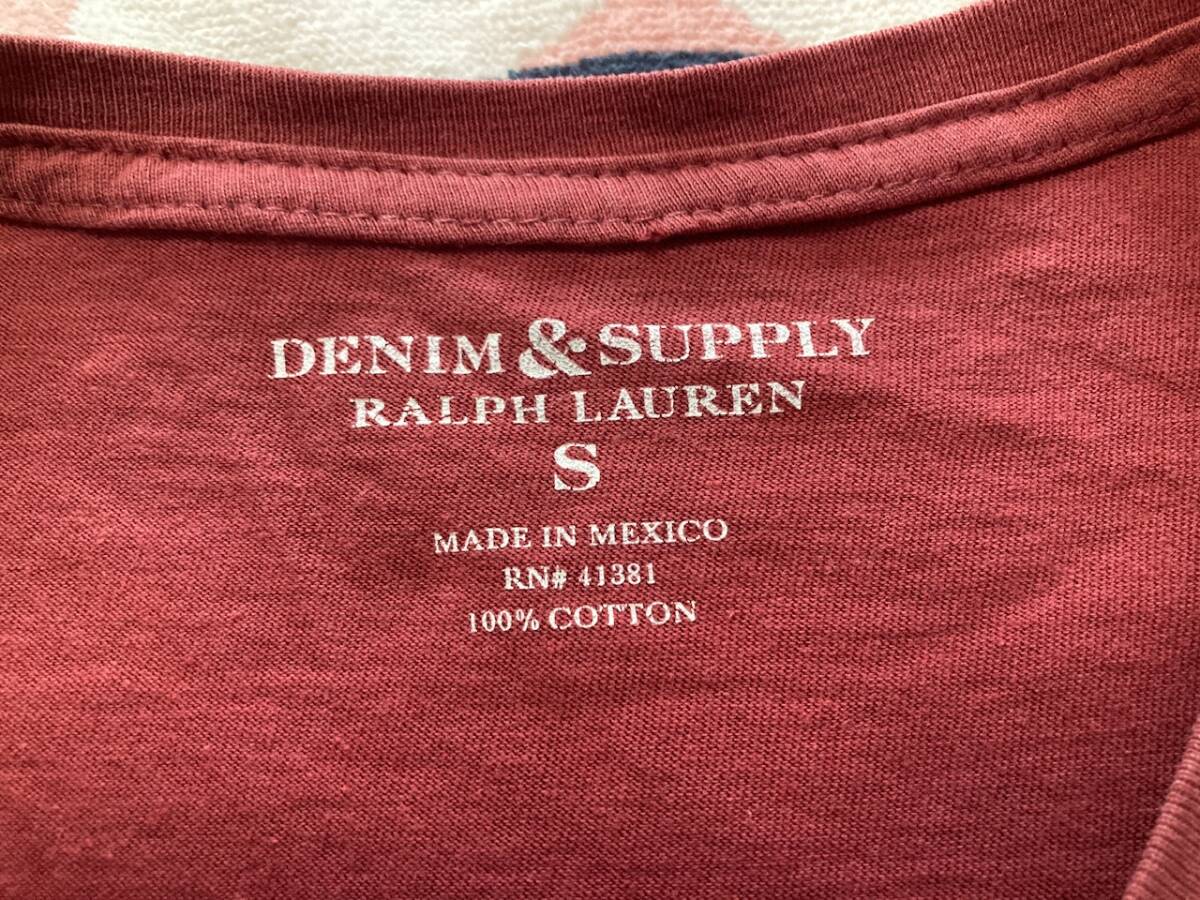 DENIM & SUPPLY
RALPH LAUREN
S
MADE IN MEXICO
RN# 41381
100% COTTON